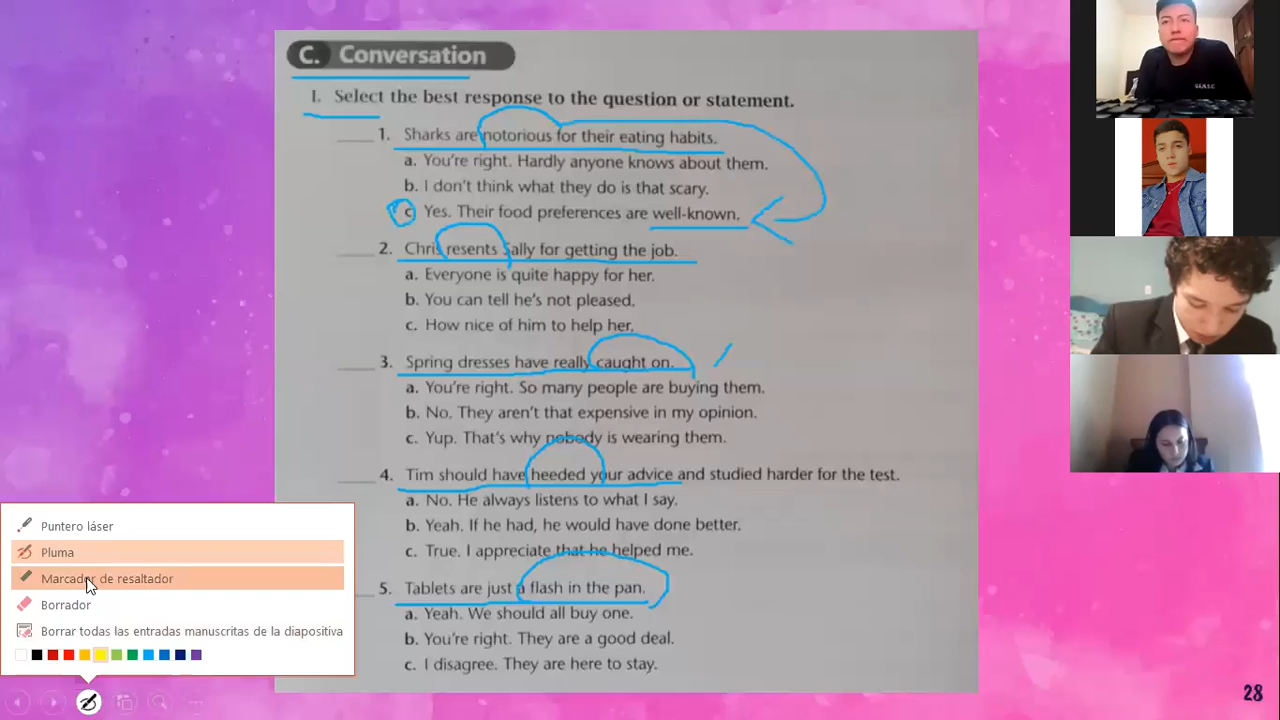 C. Conversation
I. Select the best response to the question or statement.
1. Sharks are notorious for their eating habits.
a. You're right. Hardly anyone knows about them.
b. I don't think what they do is that scary.
c Yes. Their food preferences are well-known.
2. Chris resents Sally for getting the job.
a. Everyone is quite happy for her.
b. You can tell he's not pleased.
c. How nice of him to help her.
3. Spring dresses have really caught on.
a. You're right. So many people are buying them.
b. No. They aren't that expensive in my opinion.
c. Yup. That's why nobody is wearing them.
4. Tim should have heeded your advice and studied harder for the test.
a. No. He always listens to what I say.
b. Yeah. If he had, he would have done better.
c. True. I appreciate that he helped me.
5. Tablets are just a flash in the pan.
a. Yeah. We should all buy one.
b. You're right. They are a good deal.
c. I disagree. They are here to stay.
Puntero láser
Pluma
Marcador de resaltador
Borrador
Borrar todas las entradas manuscritas de la diapositiva
28